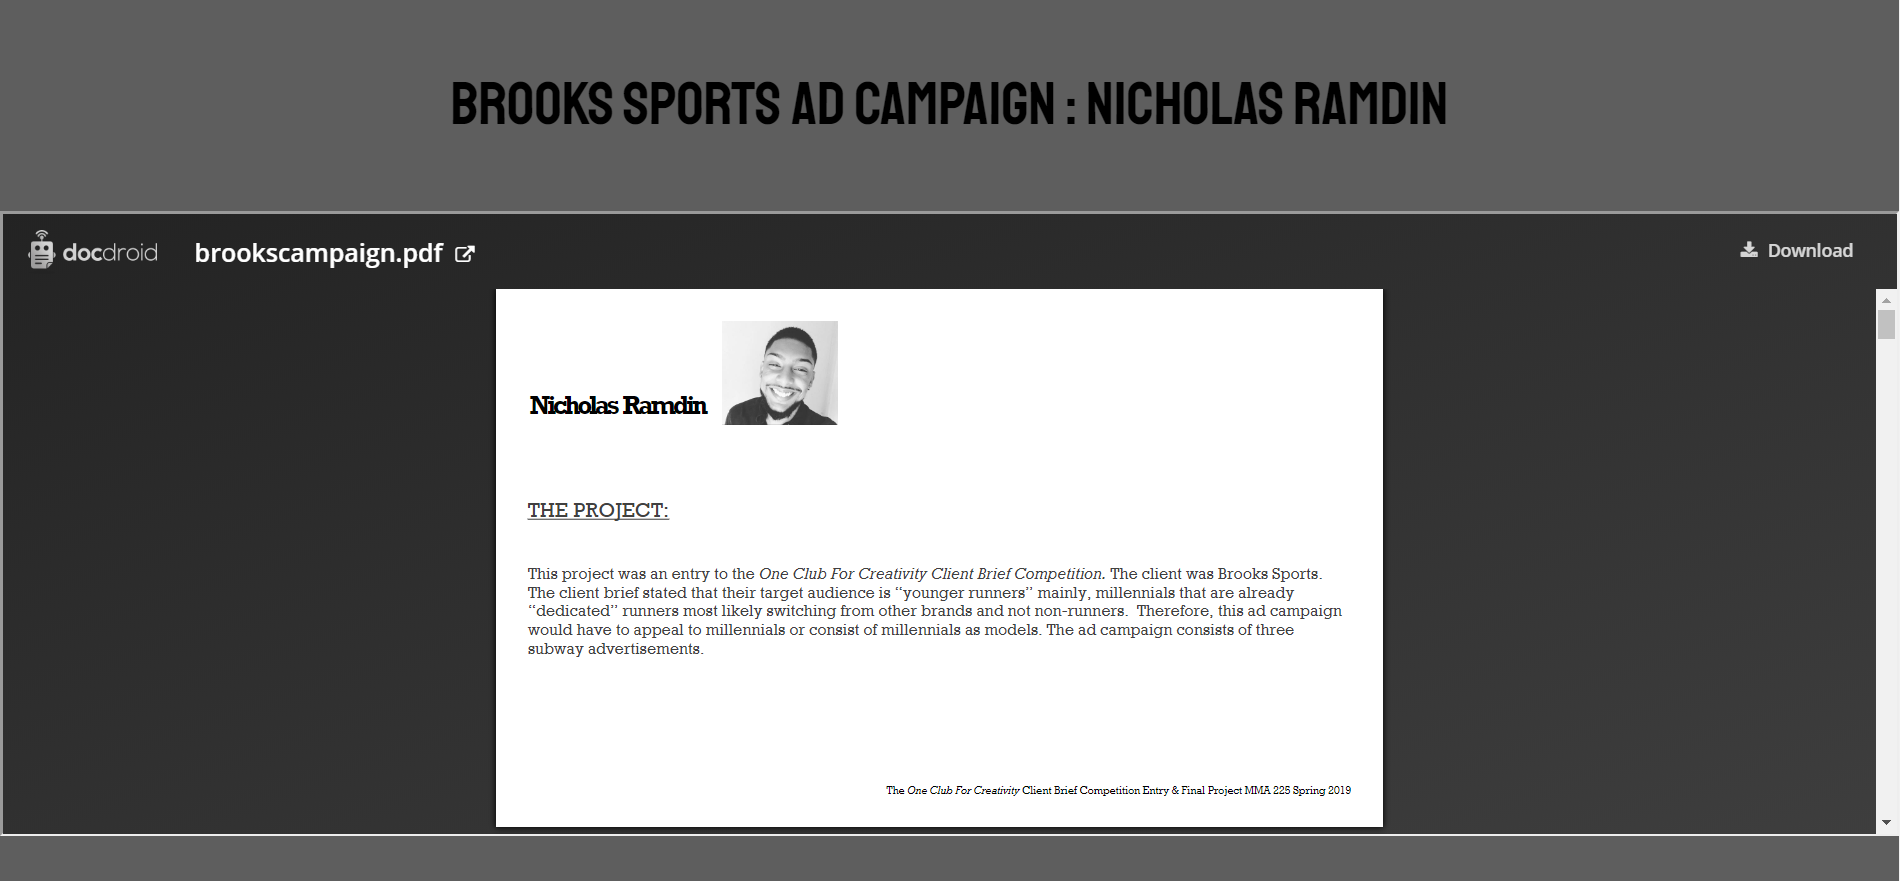 BROOKS SPORTS AD CAMPAIGN : NICHOLAS RAMDIN
docdroid
brookscampaign.pdf
Download
Nicholas Ramdin
THE PROJECT:
This project was an entry to the One Club For Creativity Client Brief Competition. The client was Brooks Sports.
The client brief stated that their target audience is “younger runners” mainly, millennials that are already
“dedicated” runners most likely switching from other brands and not non-runners.  Therefore, this ad campaign
would have to appeal to millennials or consist of millennials as models. The ad campaign consists of three
subway advertisements.
The One Club For Creativity Client Brief Competition Entry & Final Project MMA 225 Spring 2019